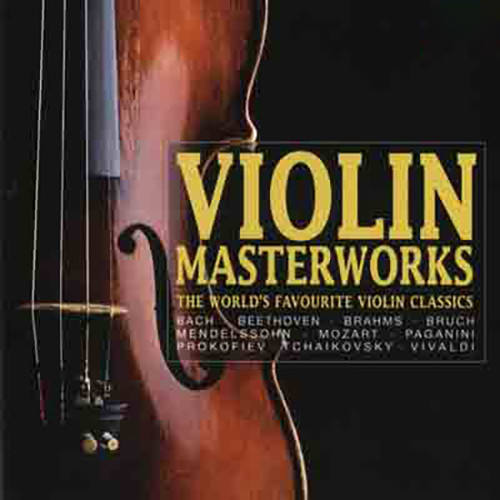 VIOLIN
MASTERWORKS
THE WORLD'S FAVOURITE VIOLIN CLASSICS
BACH · BEETHOVEN · BRAHMS · BRUCH
MENDELSSOHN · MOZART · PAGANINI
PROKOFIEV TCHAIKOVSKY · VIVALDI